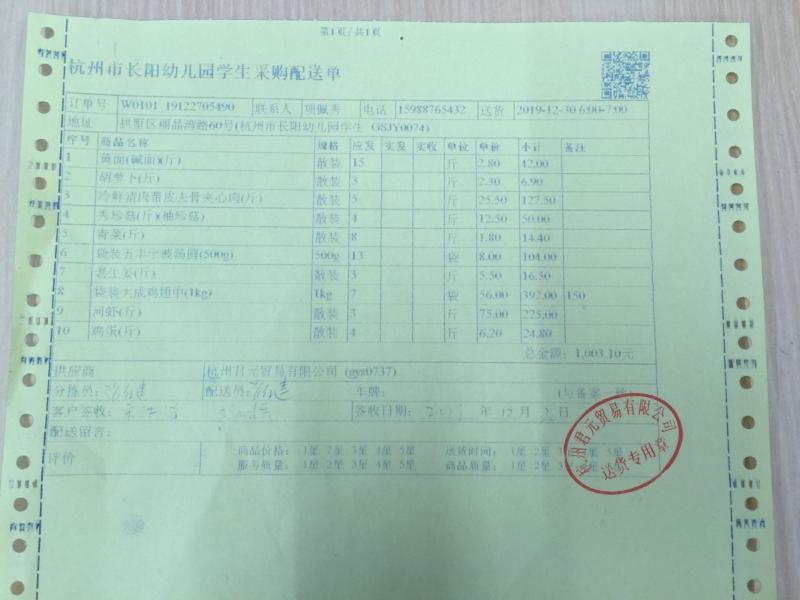 第1页/共1页
杭州市长阳幼儿园学生采购配送单
订单号 W0101_19122705490 联系人 项佩秀 电话 15988765432 送货 2019-12-30 6:00-7:00
地址 拱墅区丽晶湾路60号(杭州市长阳幼儿园学生 GSJY0074)
序号 商品名称 规格 应发 实发 实收 单位 单价 小计 备注
1 黄面(碱面)(斤) 散装 15 斤 2.80 42.00
2 胡萝卜(斤) 散装 3 斤 2.30 6.90
3 冷鲜猪肉带皮去骨夹心肉(斤) 散装 5 斤 25.50 127.50
4 秀珍菇(斤)(袖珍菇) 散装 4 斤 12.50 50.00
5 青菜(斤) 散装 8 斤 1.80 14.40
6 袋装五丰宁波汤圆(500g) 500g 13 袋 8.00 104.00
7 老生姜(斤) 散装 3 斤 5.50 16.50
8 袋装大成鸡翅中(1kg) 1kg 7 袋 56.00 392.00 150
9 河虾(斤) 散装 3 斤 75.00 225.00
10 鸡蛋(斤) 散装 4 斤 6.20 24.80
总金额: 1,003.10元
供应商 杭州君元贸易有限公司 (gys0737)
分拣员: 配送员: 车牌: (与备案一致)
客户签收: 签收日期: 年 12 月 日
配送留言:
评价 商品价格: 1星 2星 3星 4星 5星 送货时间: 1星 2星 3星 4星 5星
服务质量: 1星 2星 3星 4星 5星 商品质量: 1星 2星 3星 4星 5星
杭州君元贸易有限公司
送货专用章